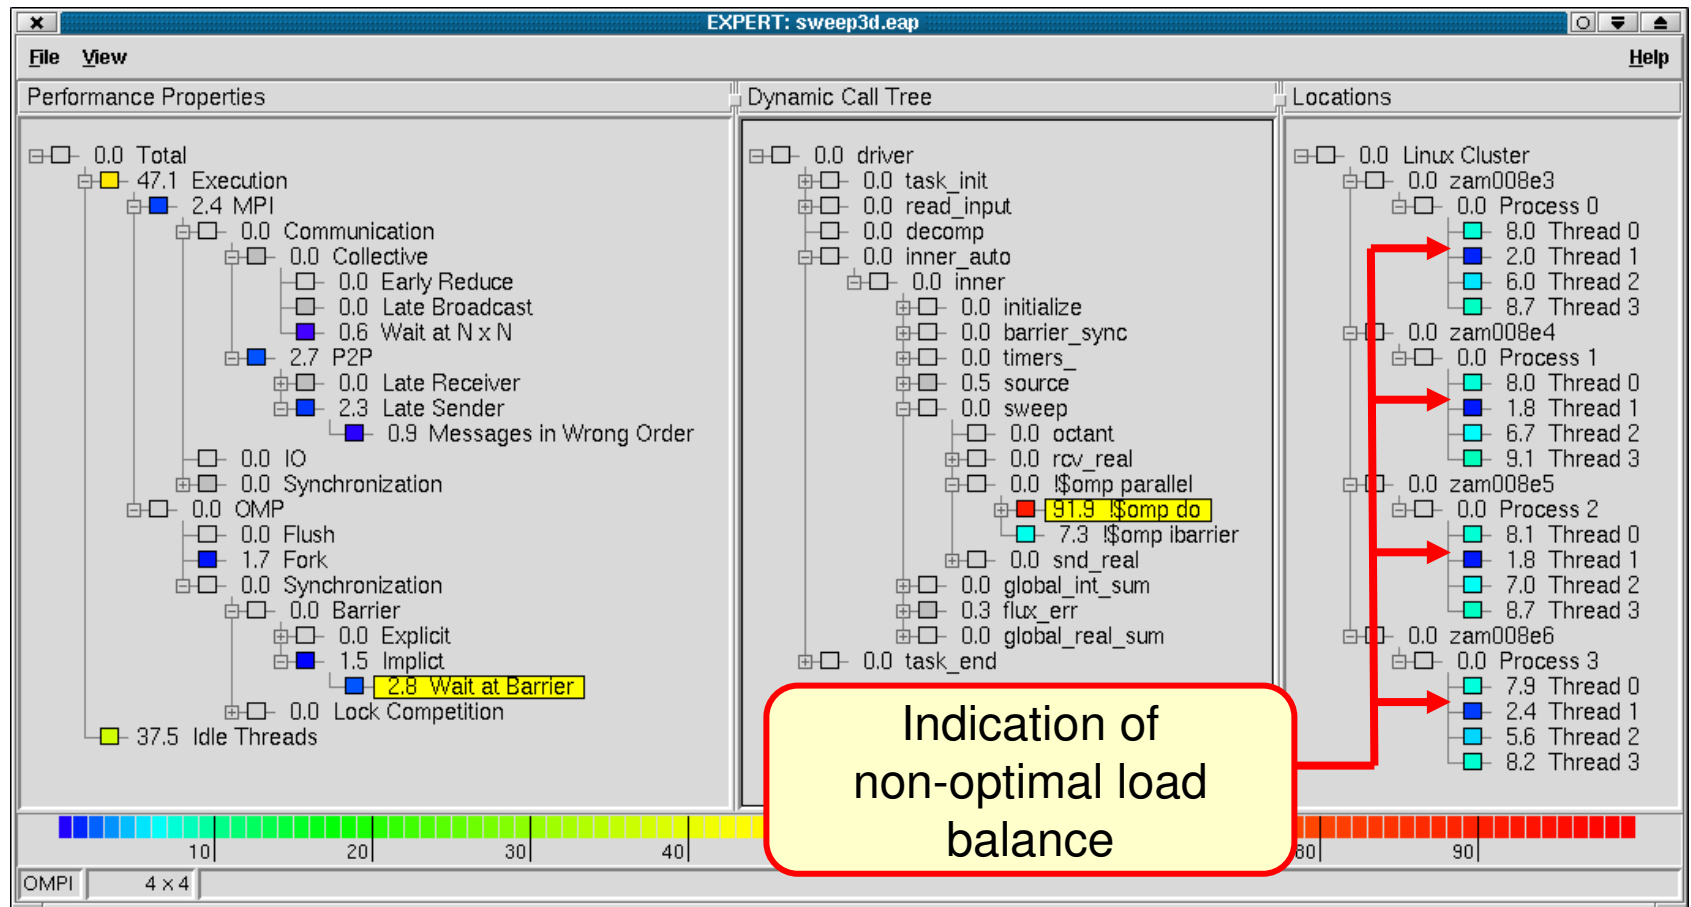 EXPERT: sweep3d.eap
File View Help
Performance Properties
0.0 Total
47.1 Execution
2.4 MPI
0.0 Communication
0.0 Collective
0.0 Early Reduce
0.0 Late Broadcast
0.6 Wait at N x N
2.7 P2P
0.0 Late Receiver
2.3 Late Sender
0.9 Messages in Wrong Order
0.0 IO
0.0 Synchronization
0.0 OMP
0.0 Flush
1.7 Fork
0.0 Synchronization
0.0 Barrier
0.0 Explicit
1.5 Implict
2.8 Wait at Barrier
0.0 Lock Competition
37.5 Idle Threads
Dynamic Call Tree
0.0 driver
0.0 task_init
0.0 read_input
0.0 decomp
0.0 inner_auto
0.0 inner
0.0 initialize
0.0 barrier_sync
0.0 timers_
0.5 source
0.0 sweep
0.0 octant
0.0 rcv_real
0.0 !$omp parallel
91.9 !$omp do
7.3 !$omp ibarrier
0.0 snd_real
0.0 global_int_sum
0.3 flux_err
0.0 global_real_sum
0.0 task_end
Locations
0.0 Linux Cluster
0.0 zam008e3
0.0 Process 0
8.0 Thread 0
2.0 Thread 1
6.0 Thread 2
8.7 Thread 3
0.0 zam008e4
0.0 Process 1
8.0 Thread 0
1.8 Thread 1
6.7 Thread 2
9.1 Thread 3
0.0 zam008e5
0.0 Process 2
8.1 Thread 0
1.8 Thread 1
7.0 Thread 2
8.7 Thread 3
0.0 zam008e6
0.0 Process 3
7.9 Thread 0
2.4 Thread 1
5.6 Thread 2
8.2 Thread 3
Indication of
non-optimal load
balance
10 20 30 40 80 90
OMPI 4 x 4